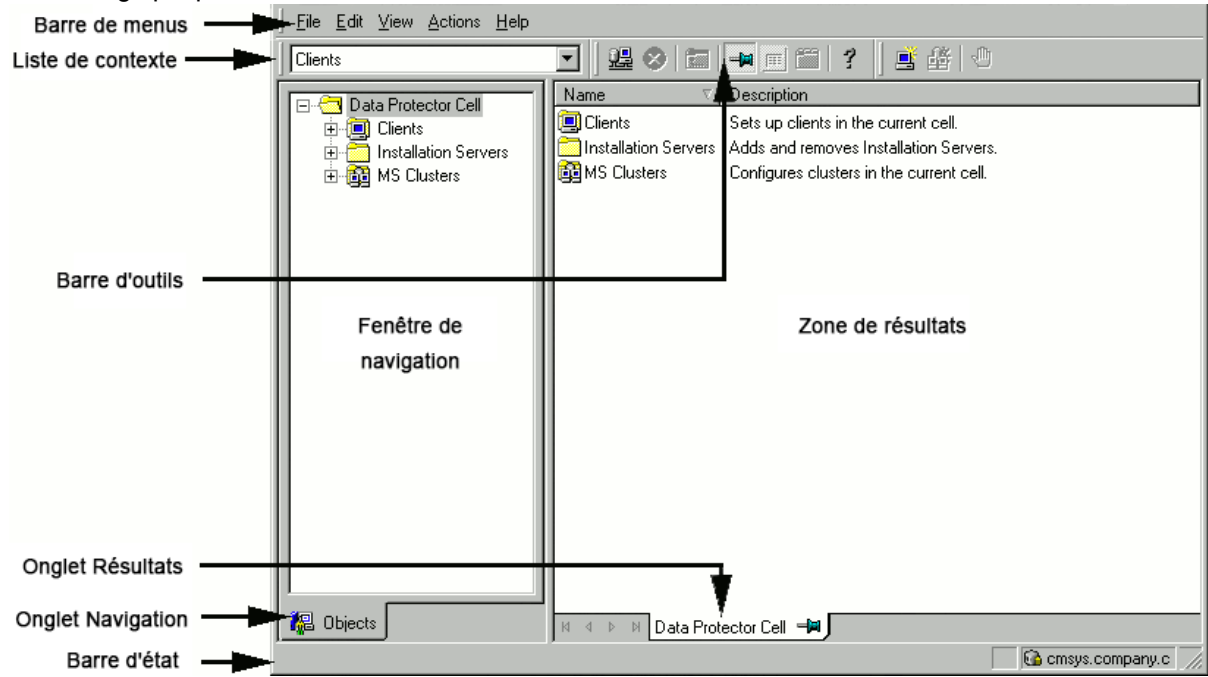 Barre de menus
File Edit View Actions Help
Liste de contexte
Clients
?
Name Description
Data Protector Cell
Clients
Installation Servers
MS Clusters
Clients Sets up clients in the current cell.
Installation Servers Adds and removes Installation Servers.
MS Clusters Configures clusters in the current cell.
Barre d'outils
Fenêtre de
navigation
Zone de résultats
Onglet Résultats
Onglet Navigation
Objects
Data Protector Cell
Barre d'état
cmsys.company.c